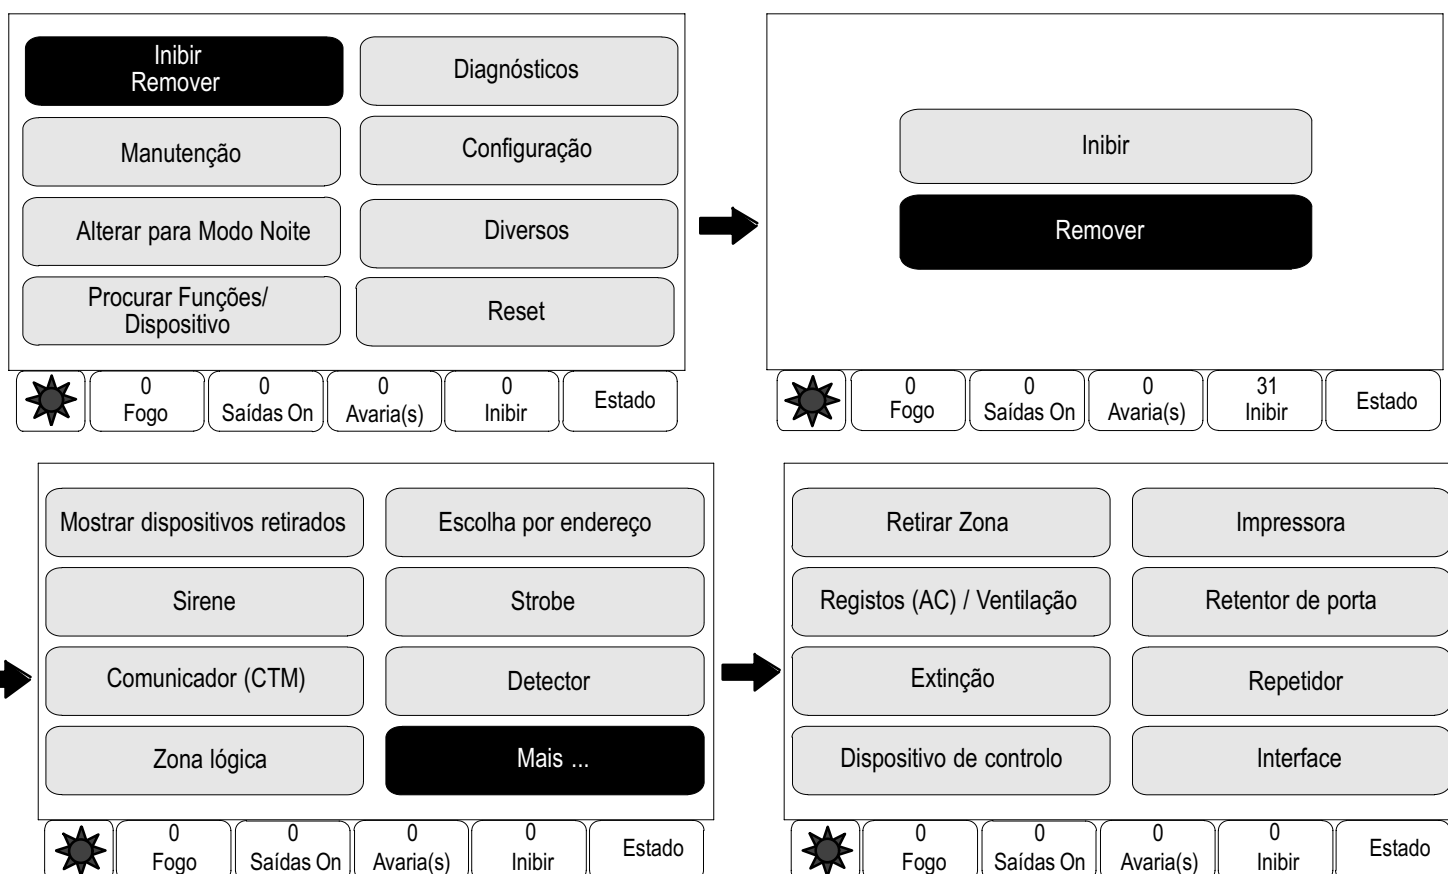 Inibir
Remover
Diagnósticos
Manutenção
Configuração
Alterar para Modo Noite
Diversos
Procurar Funções/
Dispositivo
Reset
0
Fogo
0
Saídas On
0
Avaria(s)
0
Inibir
Estado
Inibir
Remover
0
Fogo
0
Saídas On
0
Avaria(s)
31
Inibir
Estado
Mostrar dispositivos retirados
Escolha por endereço
Sirene
Strobe
Comunicador (CTM)
Detector
Zona lógica
Mais ...
0
Fogo
0
Saídas On
0
Avaria(s)
0
Inibir
Estado
Retirar Zona
Impressora
Registos (AC) / Ventilação
Retentor de porta
Extinção
Repetidor
Dispositivo de controlo
Interface
0
Fogo
0
Saídas On
0
Avaria(s)
0
Inibir
Estado